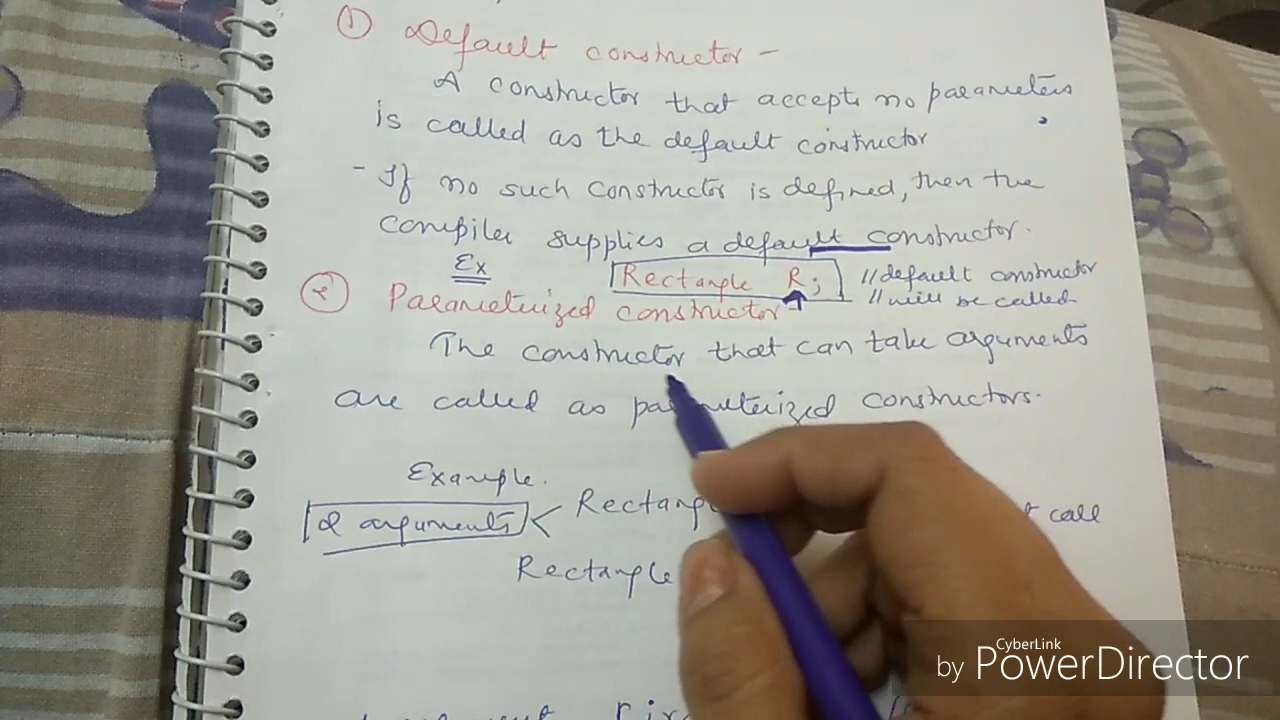 ① Default constructor –
A constructor that accepts no parameters
is called as the default constructor
- If no such constructor is defined, then the
compiler supplies a default constructor.
Ex Rectangle R; //default constructor
//will be called
② Parameterized constructor –
The constructor that can take arguments
are called as parameterized constructors.
Example.
2 arguments < Rectang call
Rectangle
CyberLink
by PowerDirector